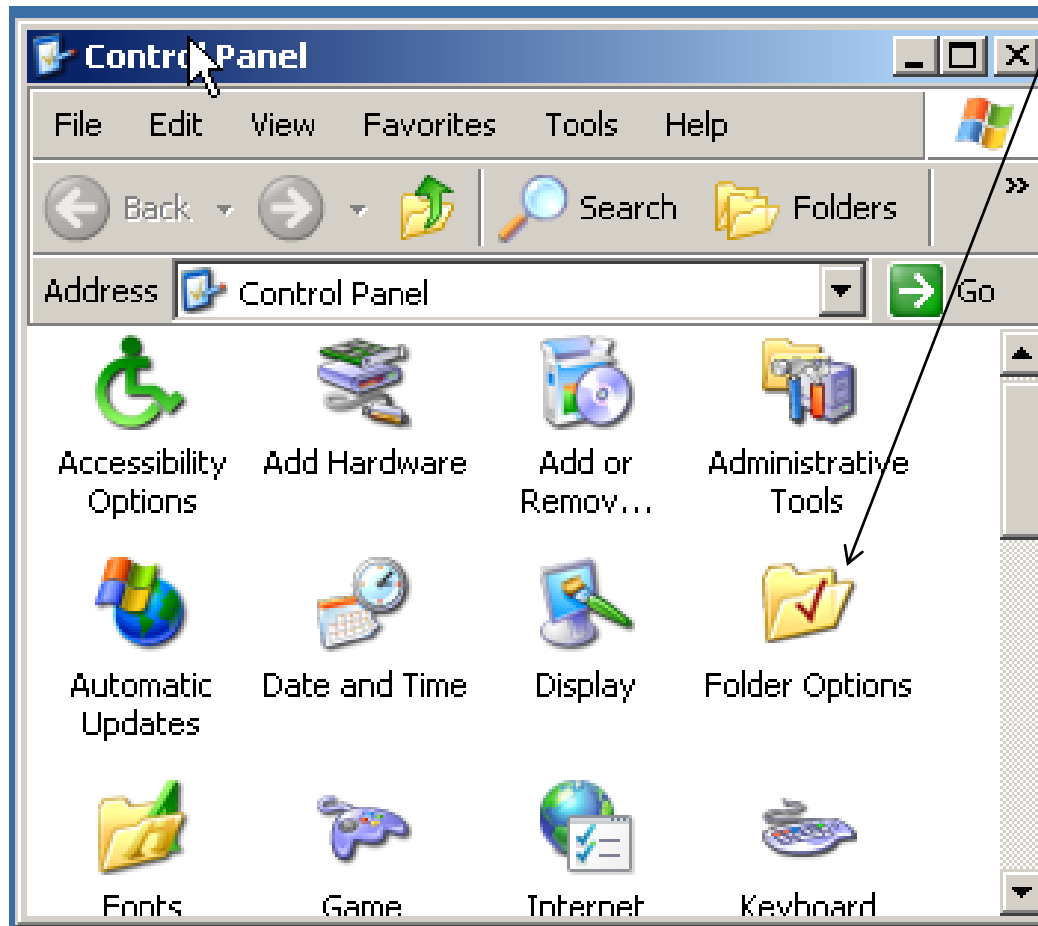 Control Panel
File Edit View Favorites Tools Help
Back Search Folders »
Address Control Panel Go
Accessibility Options
Add Hardware
Add or Remov...
Administrative Tools
Automatic Updates
Date and Time
Display
Folder Options
Fonts
Game
Internet
Keyboard